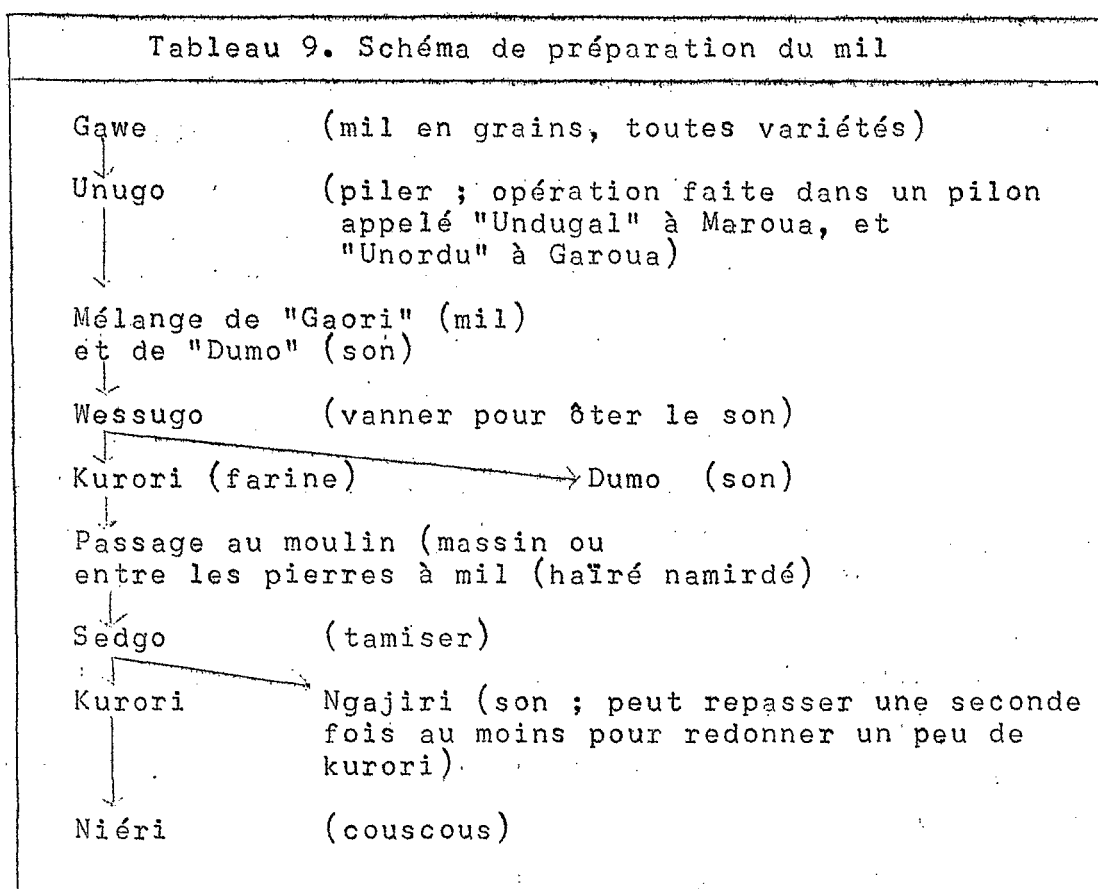 Tableau 9. Schéma de préparation du mil
Gawe (mil en grains, toutes variétés)
Unugo (piler ; opération faite dans un pilon
appelé "Undugal" à Maroua, et
"Unordu" à Garoua)
Mélange de "Gaori" (mil)
et de "Dumo" (son)
Wessugo (vanner pour ôter le son)
Kurori (farine) Dumo (son)
Passage au moulin (massin ou
entre les pierres à mil (haïré namirdé)
Sedgo (tamiser)
Kurori Ngajiri (son ; peut repasser une seconde
fois au moins pour redonner un peu de
kurori)
Niéri (couscous)